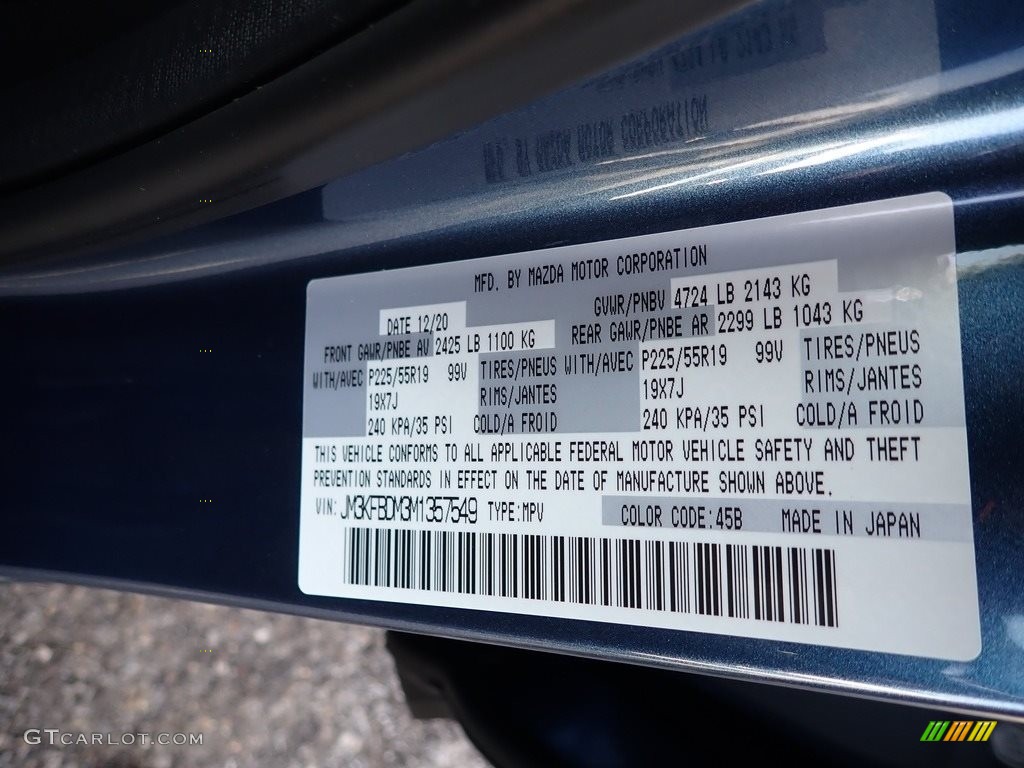 MFD. BY MAZDA MOTOR CORPORATION
DATE 12/20 GVWR/PNBV 4724 LB 2143 KG
FRONT GAWR/PNBE AV 2425 LB 1100 KG REAR GAWR/PNBE AR 2299 LB 1043 KG
WITH/AVEC P225/55R19 99V TIRES/PNEUS WITH/AVEC P225/55R19 99V TIRES/PNEUS
19X7J RIMS/JANTES 19X7J RIMS/JANTES
240 KPA/35 PSI COLD/A FROID 240 KPA/35 PSI COLD/A FROID
THIS VEHICLE CONFORMS TO ALL APPLICABLE FEDERAL MOTOR VEHICLE SAFETY AND THEFT
PREVENTION STANDARDS IN EFFECT ON THE DATE OF MANUFACTURE SHOWN ABOVE.
VIN: JM3KFBDM3M1357549 TYPE:MPV COLOR CODE:45B MADE IN JAPAN
GTCARLOT.COM